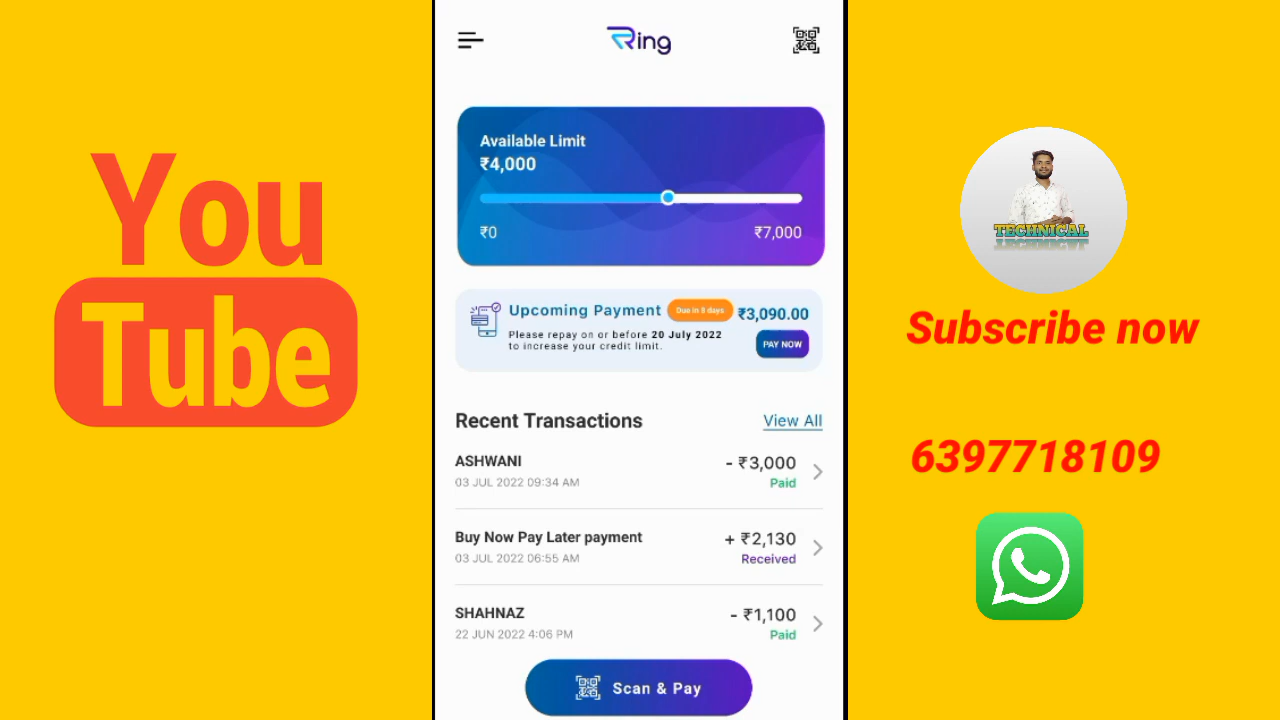 You
Tube
Ring
Available Limit
₹4,000
₹0
₹7,000
Upcoming Payment
Due in 5 days
₹3,090.00
Please repay on or before 20 July 2022
to increase your credit limit.
PAY NOW
Recent Transactions
View All
ASHWANI
- ₹3,000
03 JUL 2022 09:34 AM
Paid
Buy Now Pay Later payment
+ ₹2,130
03 JUL 2022 06:55 AM
Received
SHAHNAZ
- ₹1,100
22 JUN 2022 4:06 PM
Paid
Scan & Pay
TECHNICAL
Subscribe now
6397718109